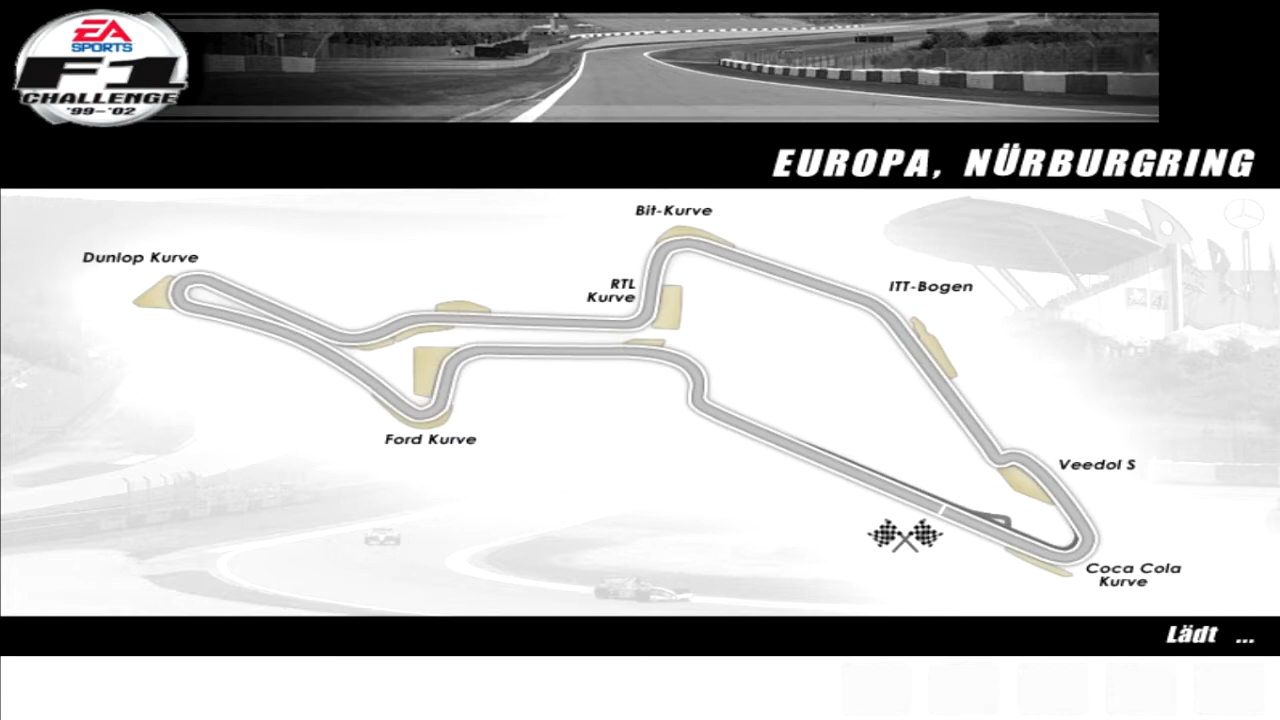 EA
SPORTS
F1
CHALLENGE
'99-'02
EUROPA, NÜRBURGRING
Bit-Kurve
Dunlop Kurve
RTL
Kurve
ITT-Bogen
Ford Kurve
Veedol S
Coca Cola
Kurve
Lädt ...